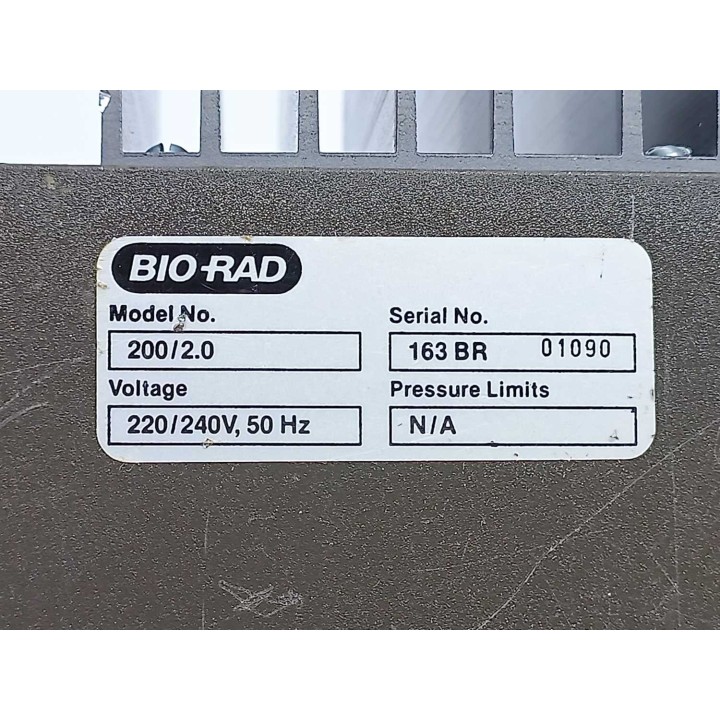 BIO-RAD
Model No.
200/2.0
Serial No.
163 BR 01090
Voltage
220/240V, 50 Hz
Pressure Limits
N/A